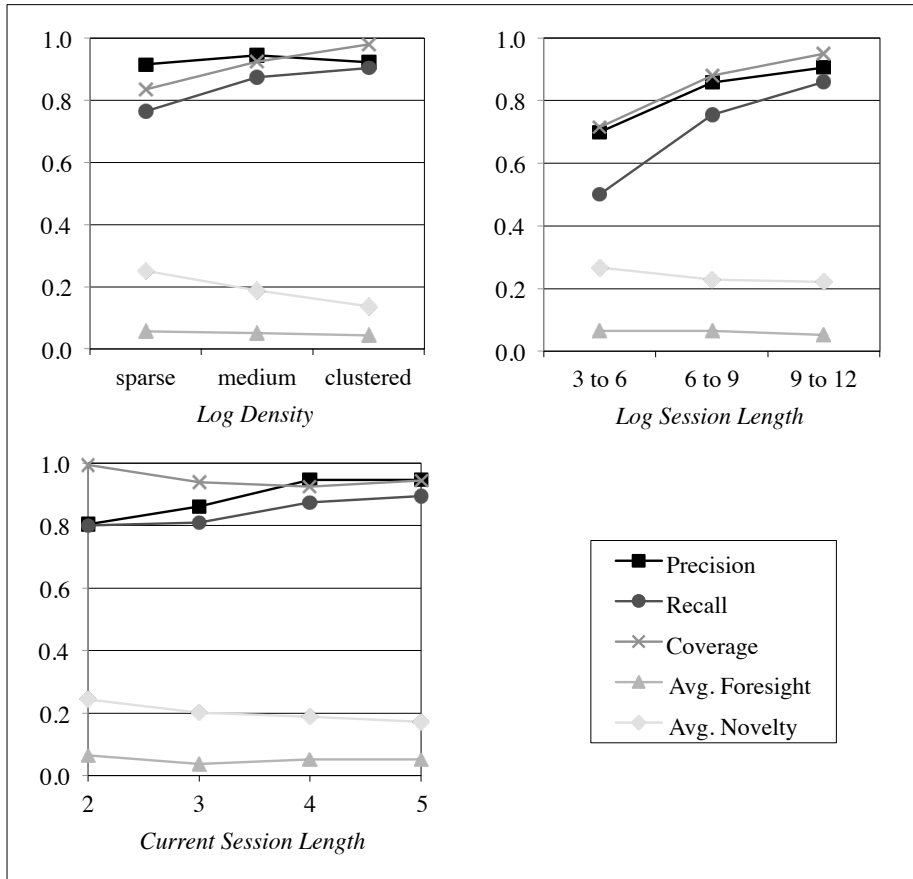 1.0
0.8
0.6
0.4
0.2
0.0
sparse medium clustered
Log Density
1.0
0.8
0.6
0.4
0.2
0.0
3 to 6 6 to 9 9 to 12
Log Session Length
1.0
0.8
0.6
0.4
0.2
0.0
2 3 4 5
Current Session Length
Precision
Recall
Coverage
Avg. Foresight
Avg. Novelty